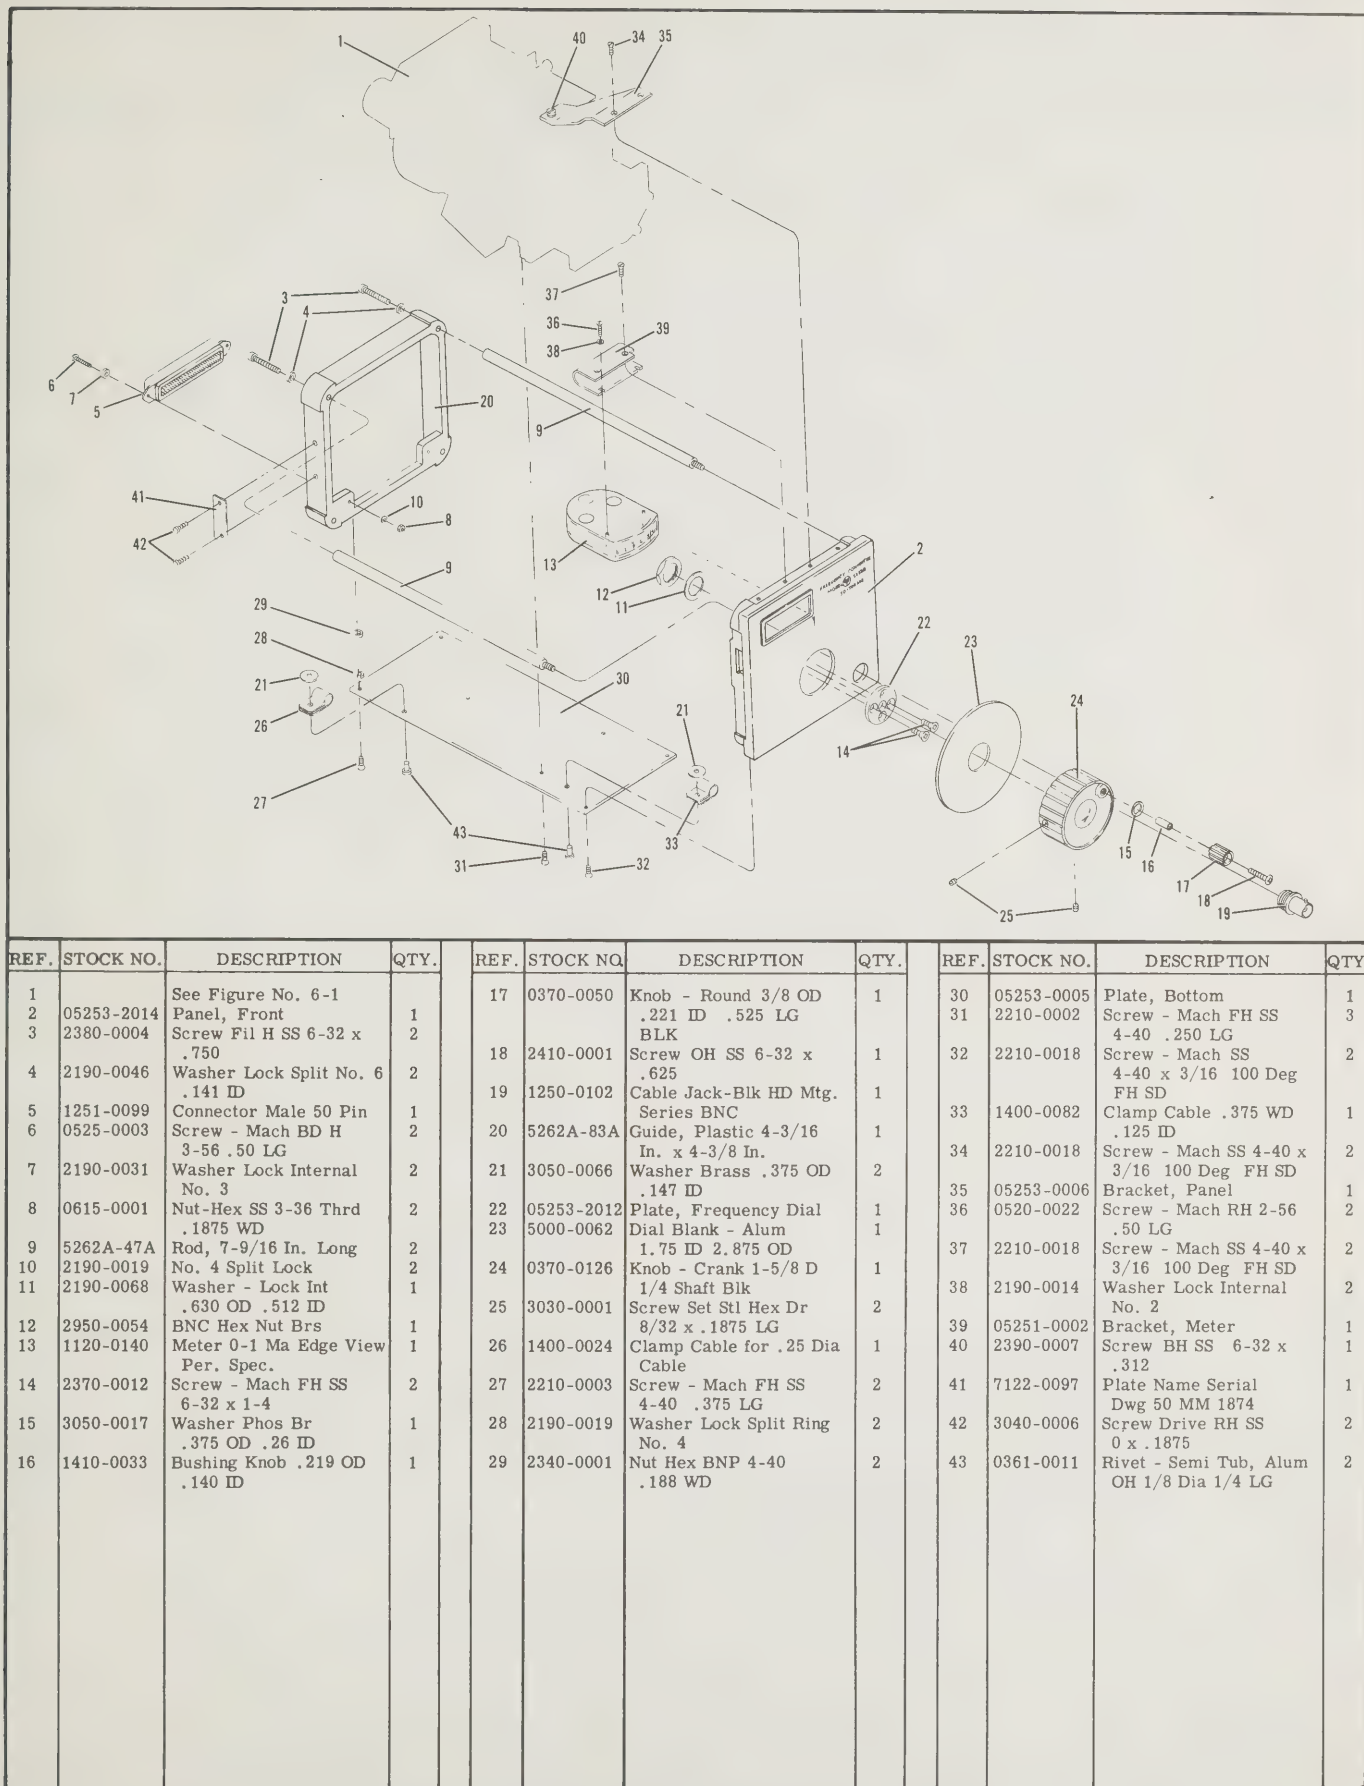 1
40
34
35
37
3
4
36
39
38
6
7
5
20
9
41
10
8
42
13
9
2
12
11
29
22
28
23
21
30
26
21
24
14
27
43
33
15
31
32
16
17
18
25
19
REF. STOCK NO. DESCRIPTION QTY.
1 See Figure No. 6-1
2 05253-2014 Panel, Front 1
3 2380-0004 Screw Fil H SS 6-32 x 2
.750
4 2190-0046 Washer Lock Split No. 6 2
.141 ID
5 1251-0099 Connector Male 50 Pin 1
6 0525-0003 Screw - Mach BD H 2
3-56 .50 LG
7 2190-0031 Washer Lock Internal 2
No. 3
8 0615-0001 Nut-Hex SS 3-36 Thrd 2
.1875 WD
9 5262A-47A Rod, 7-9/16 In. Long 2
10 2190-0019 No. 4 Split Lock 2
11 2190-0068 Washer - Lock Int 1
.630 OD .512 ID
12 2950-0054 BNC Hex Nut Brs 1
13 1120-0140 Meter 0-1 Ma Edge View 1
Per. Spec.
14 2370-0012 Screw - Mach FH SS 2
6-32 x 1-4
15 3050-0017 Washer Phos Br 1
.375 OD .26 ID
16 1410-0033 Bushing Knob .219 OD 1
.140 ID
REF. STOCK NO. DESCRIPTION QTY.
17 0370-0050 Knob - Round 3/8 OD 1
.221 ID .525 LG
BLK
18 2410-0001 Screw OH SS 6-32 x 1
.625
19 1250-0102 Cable Jack-Blk HD Mtg. 1
Series BNC
20 5262A-83A Guide, Plastic 4-3/16 1
In. x 4-3/8 In.
21 3050-0066 Washer Brass .375 OD 2
.147 ID
22 05253-2012 Plate, Frequency Dial 1
23 5000-0062 Dial Blank - Alum 1
1.75 ID 2.875 OD
24 0370-0126 Knob - Crank 1-5/8 D 1
1/4 Shaft Blk
25 3030-0001 Screw Set Stl Hex Dr 2
8/32 x .1875 LG
26 1400-0024 Clamp Cable for .25 Dia 1
Cable
27 2210-0003 Screw - Mach FH SS 2
4-40 .375 LG
28 2190-0019 Washer Lock Split Ring 2
No. 4
29 2340-0001 Nut Hex BNP 4-40 2
.188 WD
REF. STOCK NO. DESCRIPTION QTY
30 05253-0005 Plate, Bottom 1
31 2210-0002 Screw - Mach FH SS 3
4-40 .250 LG
32 2210-0018 Screw - Mach SS 2
4-40 x 3/16 100 Deg
FH SD
33 1400-0082 Clamp Cable .375 WD 1
.125 ID
34 2210-0018 Screw - Mach SS 4-40 x 2
3/16 100 Deg FH SD
35 05253-0006 Bracket, Panel 1
36 0520-0022 Screw - Mach RH 2-56 2
.50 LG
37 2210-0018 Screw - Mach SS 4-40 x 2
3/16 100 Deg FH SD
38 2190-0014 Washer Lock Internal 2
No. 2
39 05251-0002 Bracket, Meter 1
40 2390-0007 Screw BH SS 6-32 x 1
.312
41 7122-0097 Plate Name Serial 1
Dwg 50 MM 1874
42 3040-0006 Screw Drive RH SS 2
0 x .1875
43 0361-0011 Rivet - Semi Tub, Alum 2
OH 1/8 Dia 1/4 LG